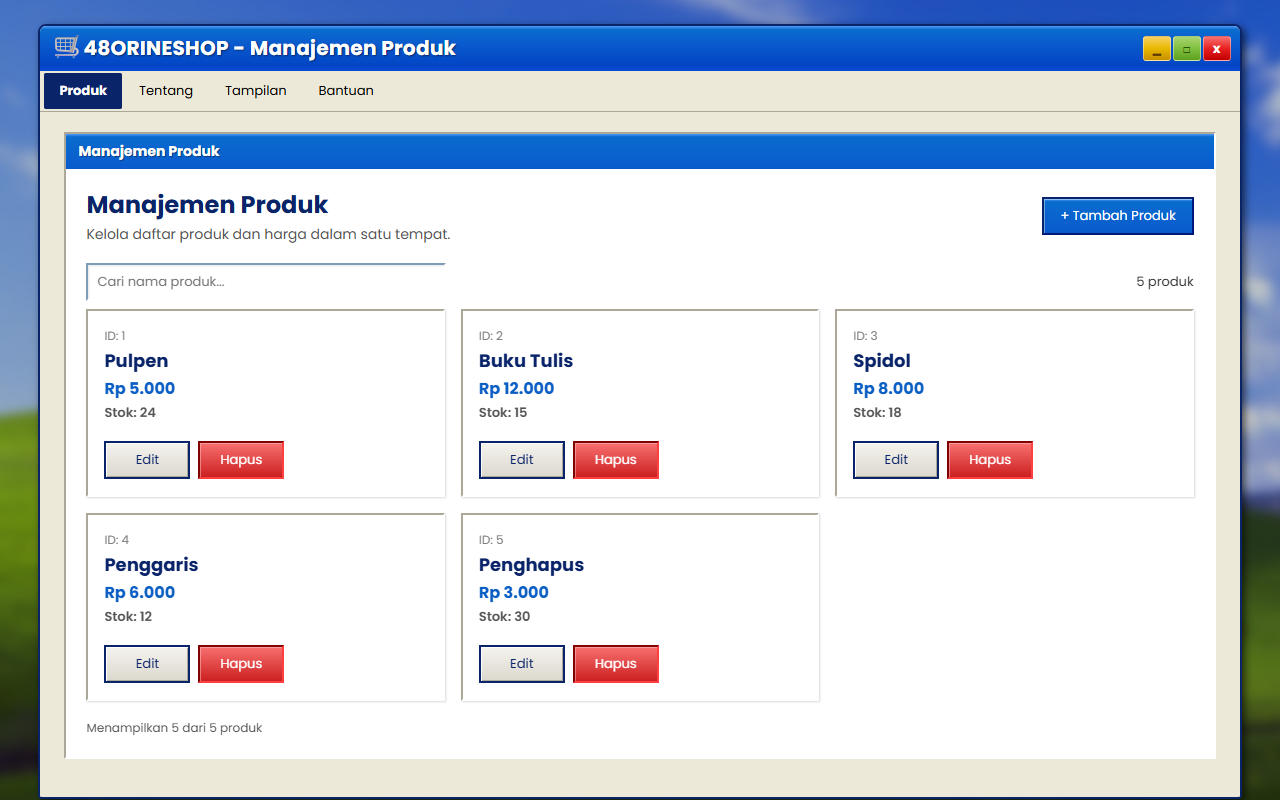 48ORINESHOP - Manajemen Produk
_ □ x
Produk Tentang Tampilan Bantuan
Manajemen Produk
Manajemen Produk
+ Tambah Produk
Kelola daftar produk dan harga dalam satu tempat.
Cari nama produk...
5 produk
ID: 1
Pulpen
Rp 5.000
Stok: 24
Edit Hapus
ID: 2
Buku Tulis
Rp 12.000
Stok: 15
Edit Hapus
ID: 3
Spidol
Rp 8.000
Stok: 18
Edit Hapus
ID: 4
Penggaris
Rp 6.000
Stok: 12
Edit Hapus
ID: 5
Penghapus
Rp 3.000
Stok: 30
Edit Hapus
Menampilkan 5 dari 5 produk